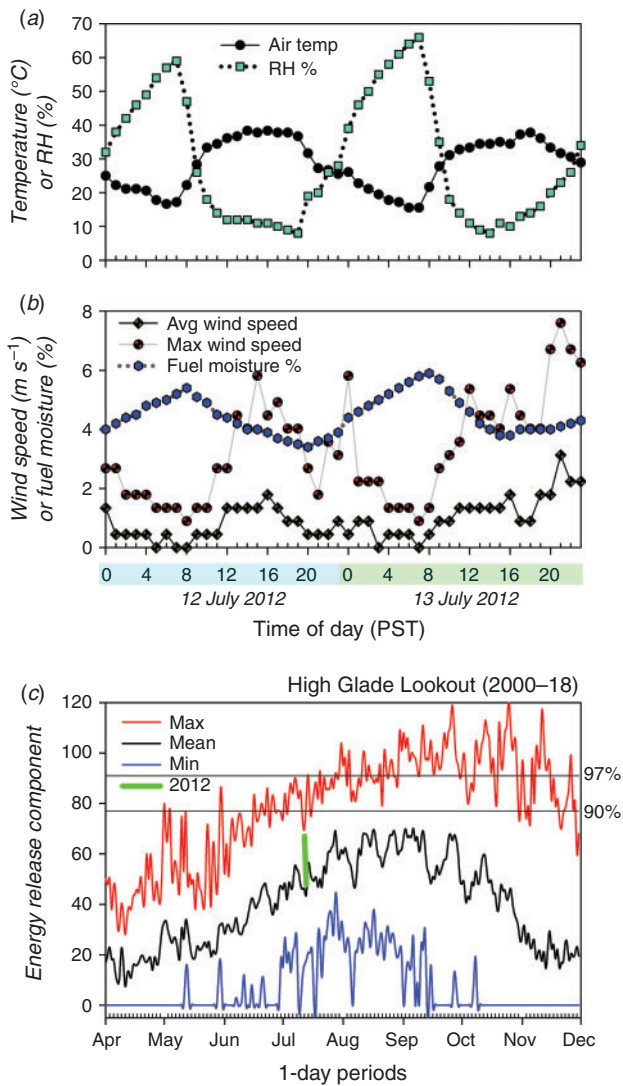 (a)
70
60
50
40
30
20
10
0
Temperature (°C)
or RH (%)
Air temp
RH %
(b)
8
6
4
2
0
Wind speed (m s–1)
or fuel moisture (%)
Avg wind speed
Max wind speed
Fuel moisture %
0 4 8 12 16 20 0 4 8 12 16 20
12 July 2012 13 July 2012
Time of day (PST)
(c)
High Glade Lookout (2000–18)
120
100
80
60
40
20
0
Energy release component
Max
Mean
Min
2012
97%
90%
Apr May Jun Jul Aug Sep Oct Nov Dec
1-day periods